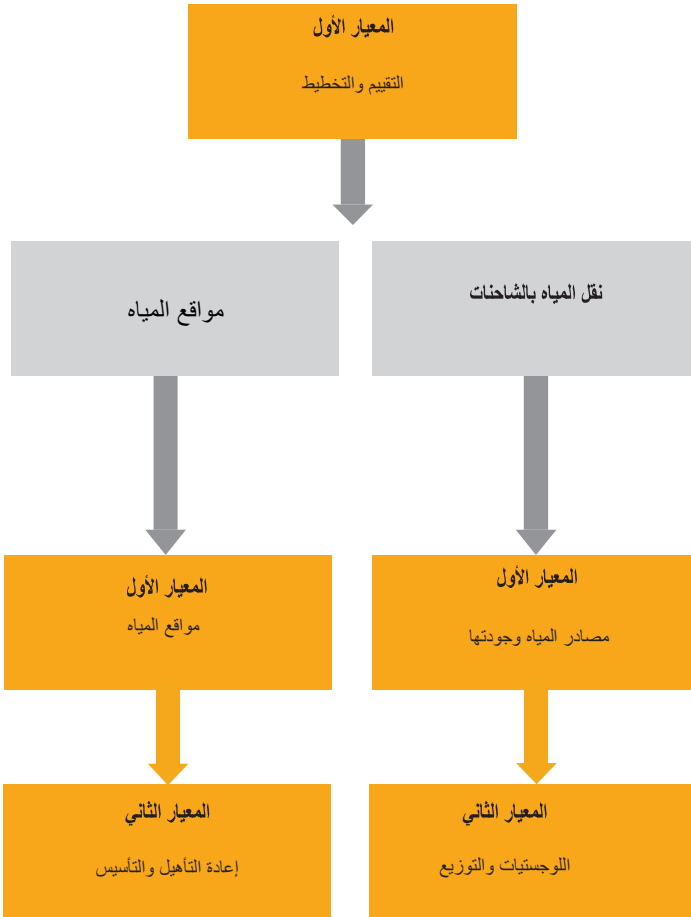 المعيار الأول
التقييم والتخطيط
نقل المياه بالشاحنات
مواقع المياه
المعيار الأول
مصادر المياه وجودتها
المعيار الأول
مواقع المياه
المعيار الثاني
اللوجستيات والتوزيع
المعيار الثاني
إعادة التأهيل والتأسيس